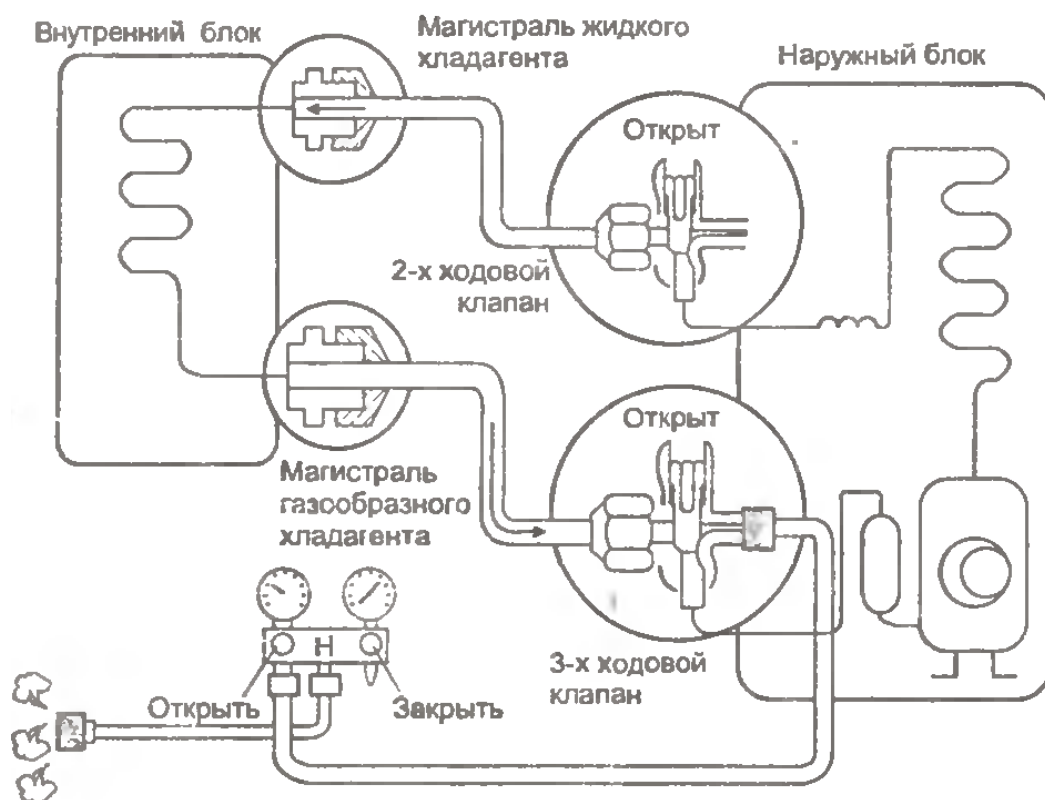 Внутренний блок
Магистраль жидкого
хладагента
Наружный блок
Открыт
2-х ходовой
клапан
Открыт
Магистраль
газообразного
хладагента
3-х ходовой
клапан
Н
Открыть
Закрыть